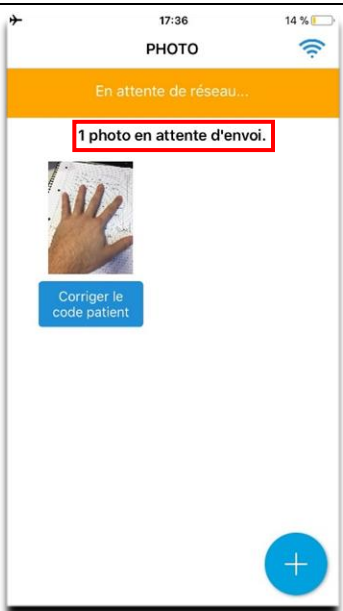 17:36
14 %
PHOTO
En attente de réseau...
1 photo en attente d'envoi.
Corriger le
code patient
+